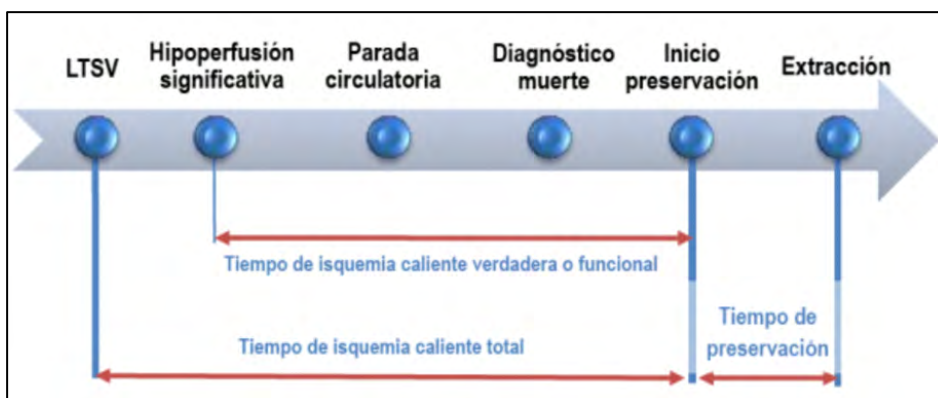 LTSV
Hipoperfusión
significativa
Parada
circulatoria
Diagnóstico
muerte
Inicio
preservación
Extracción
Tiempo de isquemia caliente verdadera o funcional
Tiempo de isquemia caliente total
Tiempo de
preservación